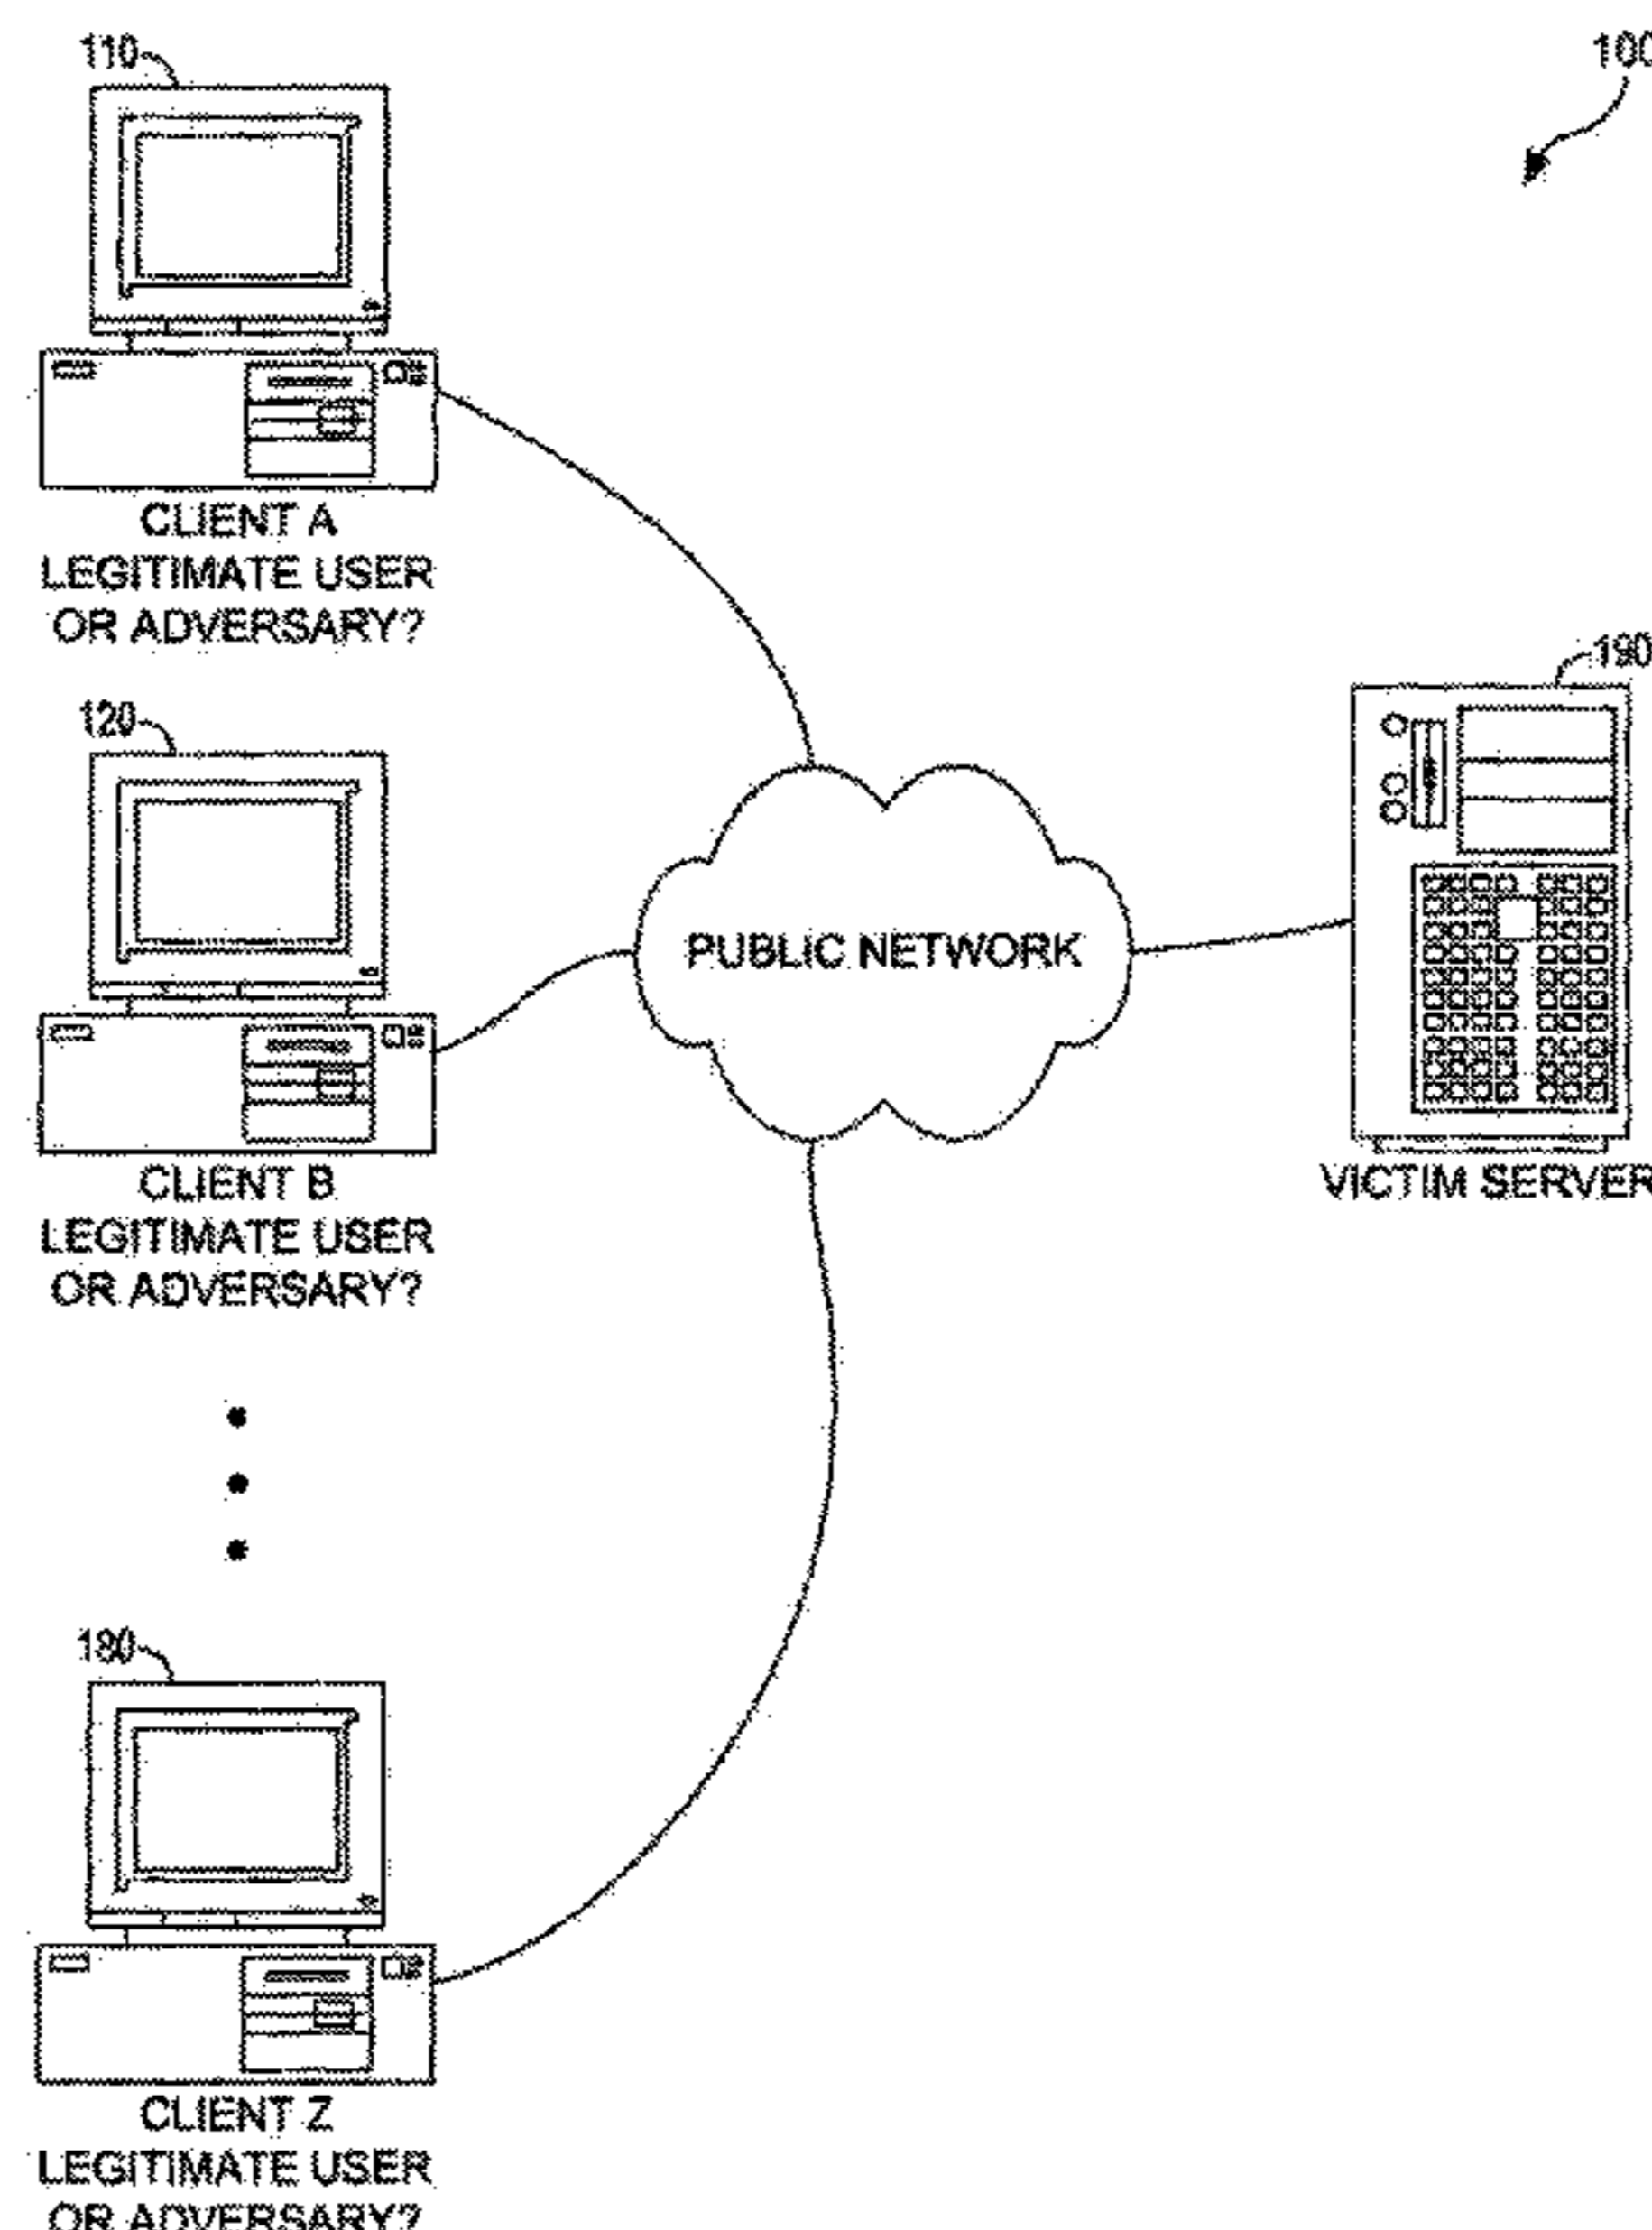 110
100
CLIENT A
LEGITIMATE USER
OR ADVERSARY?
190
120
PUBLIC NETWORK
VICTIM SERVER
CLIENT B
LEGITIMATE USER
OR ADVERSARY?
180
CLIENT Z
LEGITIMATE USER
OR ADVERSARY?